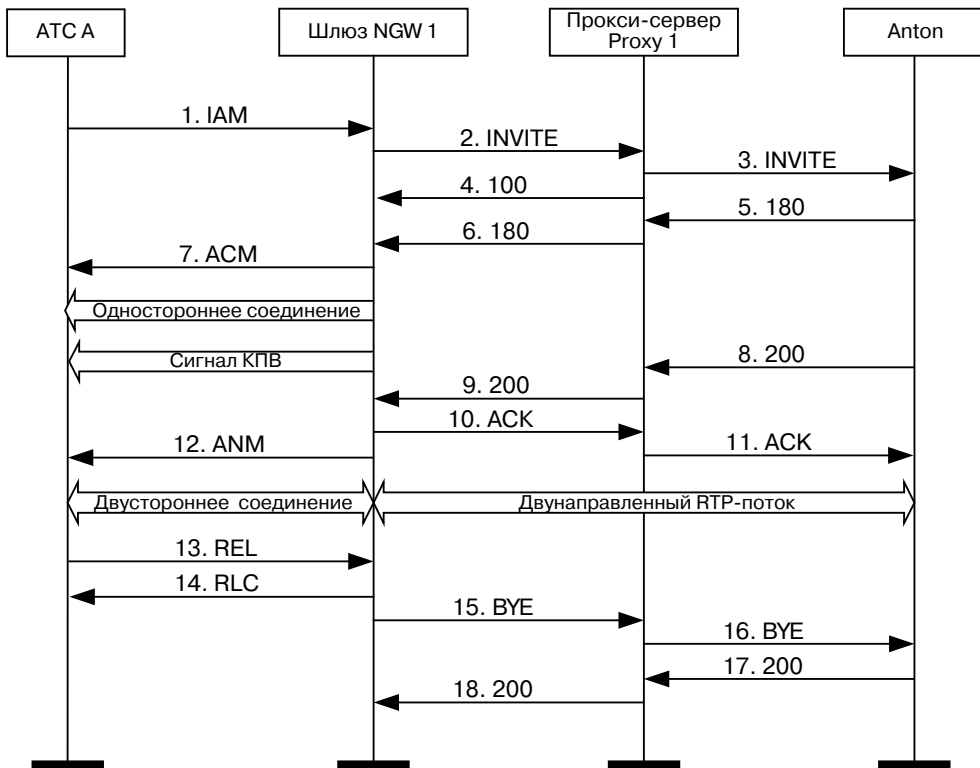 АТС А
Шлюз NGW 1
Прокси-сервер
Proxy 1
Anton
1. IAM
2. INVITE
3. INVITE
4. 100
5. 180
6. 180
7. ACM
Одностороннее соединение
Сигнал КПВ
8. 200
9. 200
10. ACK
12. ANM
11. ACK
Двустороннее соединение
Двунаправленный RTP-поток
13. REL
14. RLC
15. BYE
16. BYE
17. 200
18. 200